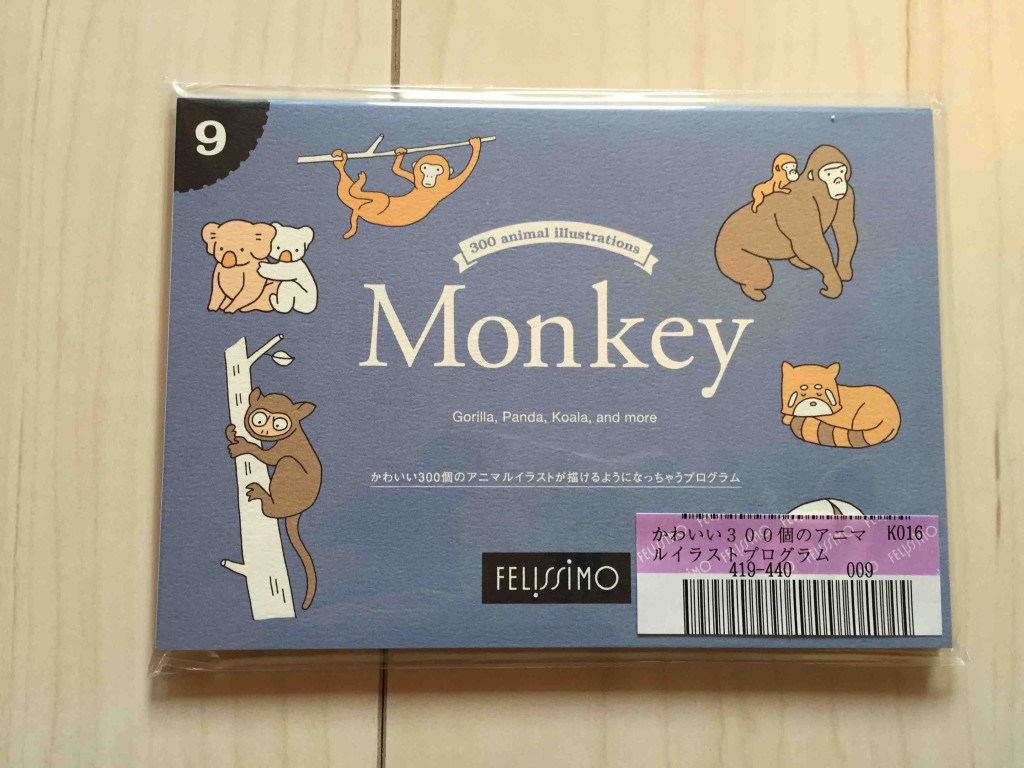 9
300 animal illustrations
Monkey
Gorilla, Panda, Koala, and more
かわいい300個のアニマルイラストが描けるようになっちゃうプログラム
FELISSIMO
かわいい300個のアニマ K016
ルイラストプログラム
419-440 009